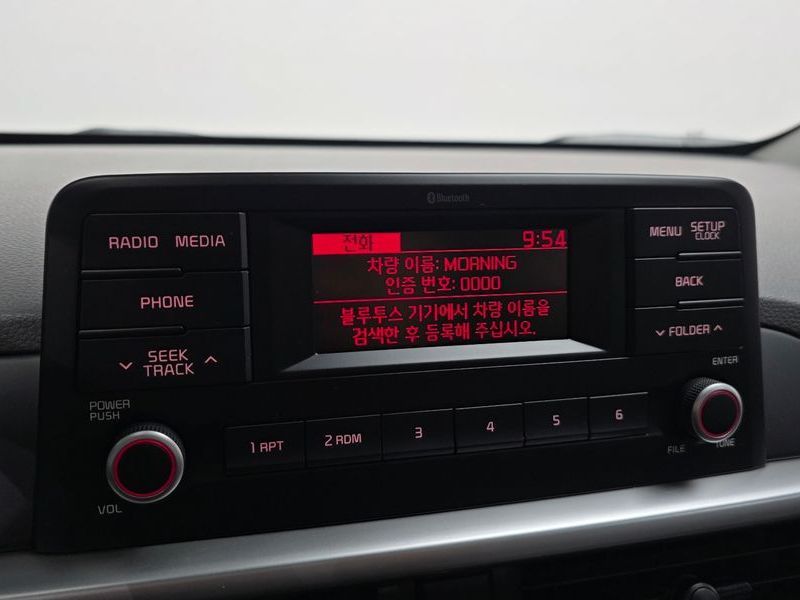 Bluetooth
RADIO MEDIA
PHONE
SEEK
TRACK
POWER
PUSH
VOL
전화 9:54
차량 이름: MORNING
인증 번호: 0000
블루투스 기기에서 차량 이름을
검색한 후 등록해 주십시오.
MENU SETUP
CLOCK
BACK
FOLDER
ENTER
FILE TUNE
1 RPT 2 RDM 3 4 5 6